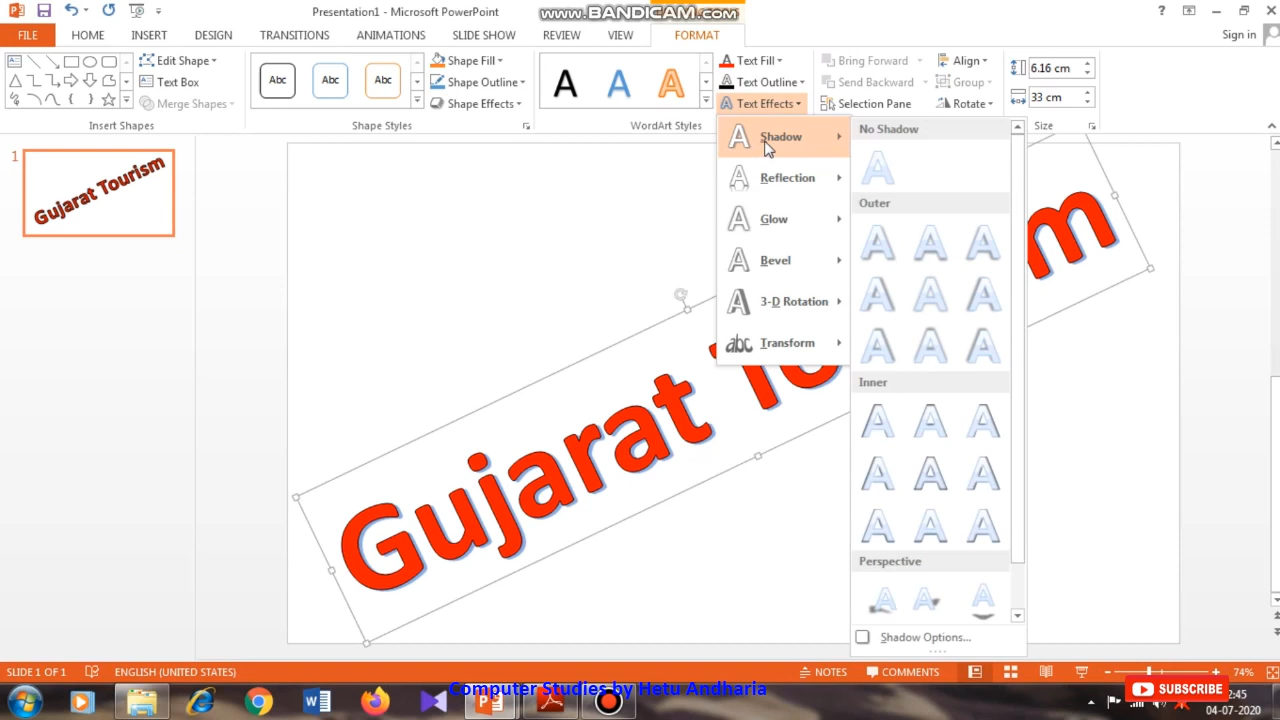 Presentation1 - Microsoft PowerPoint
www.BANDICAM.com
FILE HOME INSERT DESIGN TRANSITIONS ANIMATIONS SLIDE SHOW REVIEW VIEW FORMAT Sign in
Edit Shape
Text Box
Merge Shapes
Insert Shapes
Abc Abc Abc
Shape Fill
Shape Outline
Shape Effects
Shape Styles
A A A
Text Fill
Text Outline
Text Effects
WordArt Styles
Bring Forward
Send Backward
Selection Pane
Align
Group
Rotate
6.16 cm
33 cm
Size
Shadow
Reflection
Glow
Bevel
3-D Rotation
abc Transform
No Shadow
Outer
Inner
Perspective
Shadow Options...
1
Gujarat Tourism
Gujarat To
m
SLIDE 1 OF 1 ENGLISH (UNITED STATES) NOTES COMMENTS 74%
Computer Studies by Hetu Andharia
SUBSCRIBE
2:45
04-07-2020